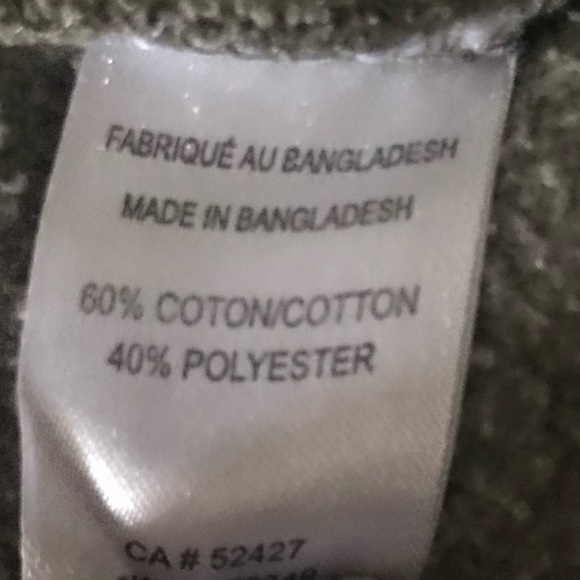 FABRIQUÉ AU BANGLADESH
MADE IN BANGLADESH
60% COTON/COTTON
40% POLYESTER
CA # 52427